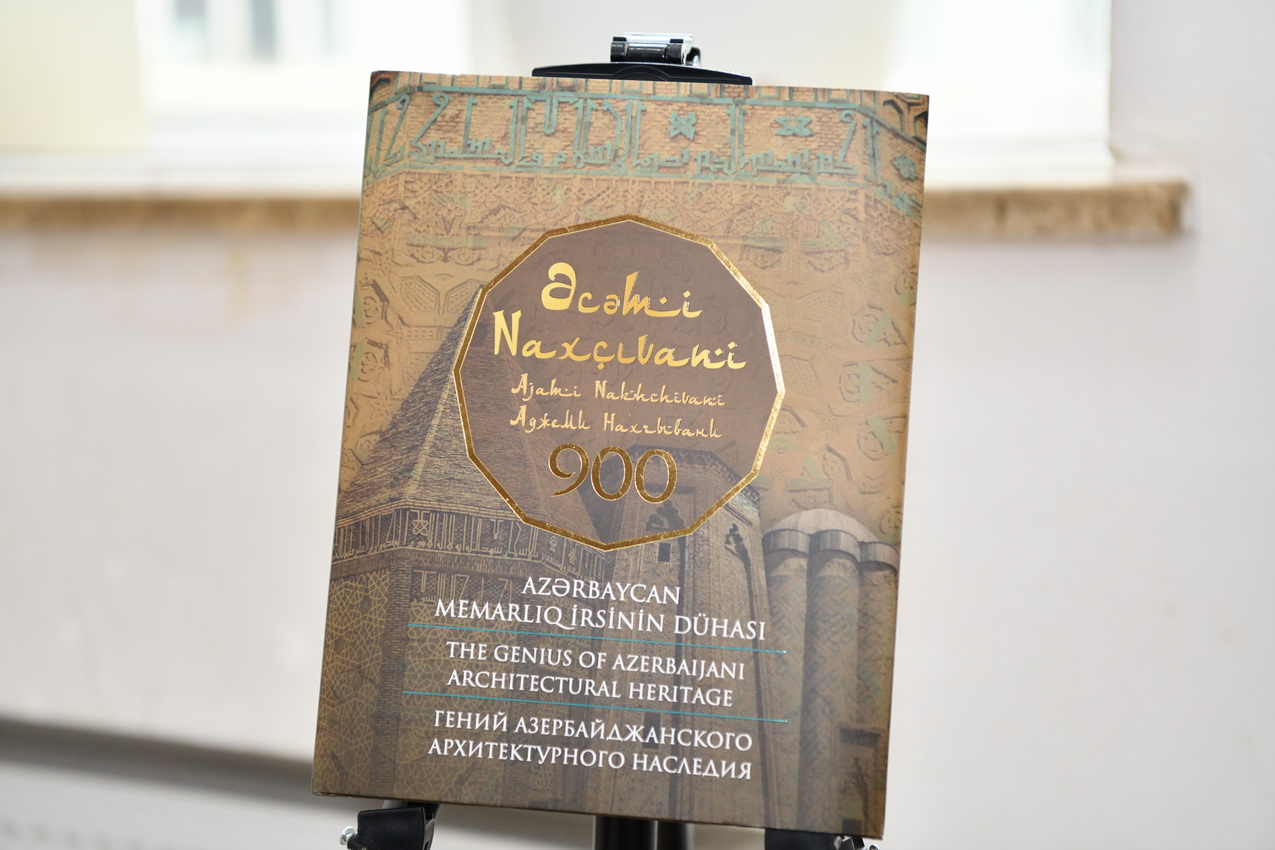 Əcəmi
Naxçıvani
Ajami Nakhchivani
Аджеми Нахчывани
900
AZƏRBAYCAN
MEMARLIQ İRSİNİN DÜHASI
THE GENIUS OF AZERBAIJANI
ARCHITECTURAL HERITAGE
ГЕНИЙ АЗЕРБАЙДЖАНСКОГО
АРХИТЕКТУРНОГО НАСЛЕДИЯ